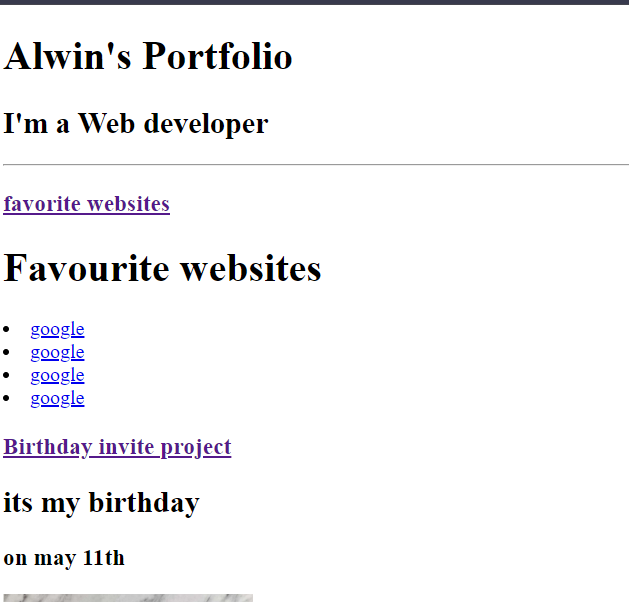 Alwin's Portfolio
I'm a Web developer
favorite websites
Favourite websites
google
google
google
google
Birthday invite project
its my birthday
on may 11th